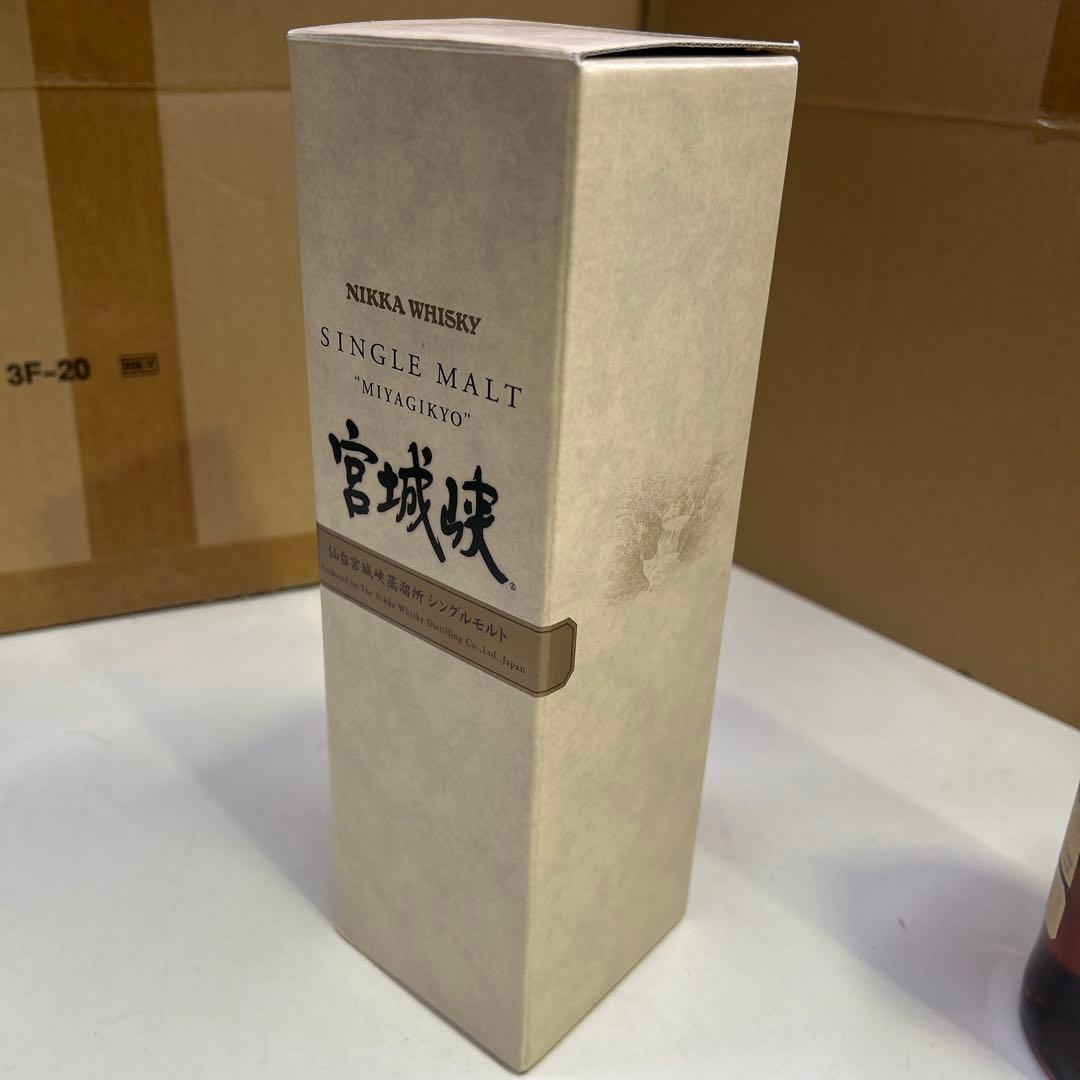 NIKKA WHISKY
SINGLE MALT
"MIYAGIKYO"
宮城峡
仙台宮城峡蒸溜所 シングルモルト
Produced by The Nikka Whisky Distilling Co.,Ltd.,Japan
3F-20